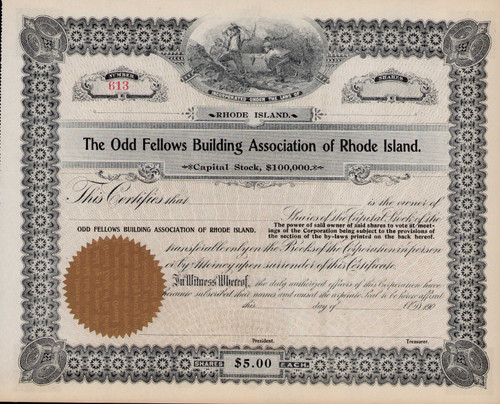 NUMBER
613
SHARES
INCORPORATED UNDER THE LAWS OF
RHODE ISLAND.
The Odd Fellows Building Association of Rhode Island.
Capital Stock, $100,000.
This Certifies that is the owner of
Shares of the Capital Stock of the
ODD FELLOWS BUILDING ASSOCIATION OF RHODE ISLAND.
The power of said owner of said shares to vote at meet-
ings of the Corporation being subject to the provisions of
the section of the by-laws printed on the back hereof.
transferable only on the Books of the Corporation in person
or by Attorney upon surrender of this Certificate
In Witness Whereof, the duly authorized officers of this Corporation have
hereunto subscribed their names and caused the corporate Seal to be hereto affixed
this day of A.D. 190
President. Treasurer.
SHARES $5.00 EACH.